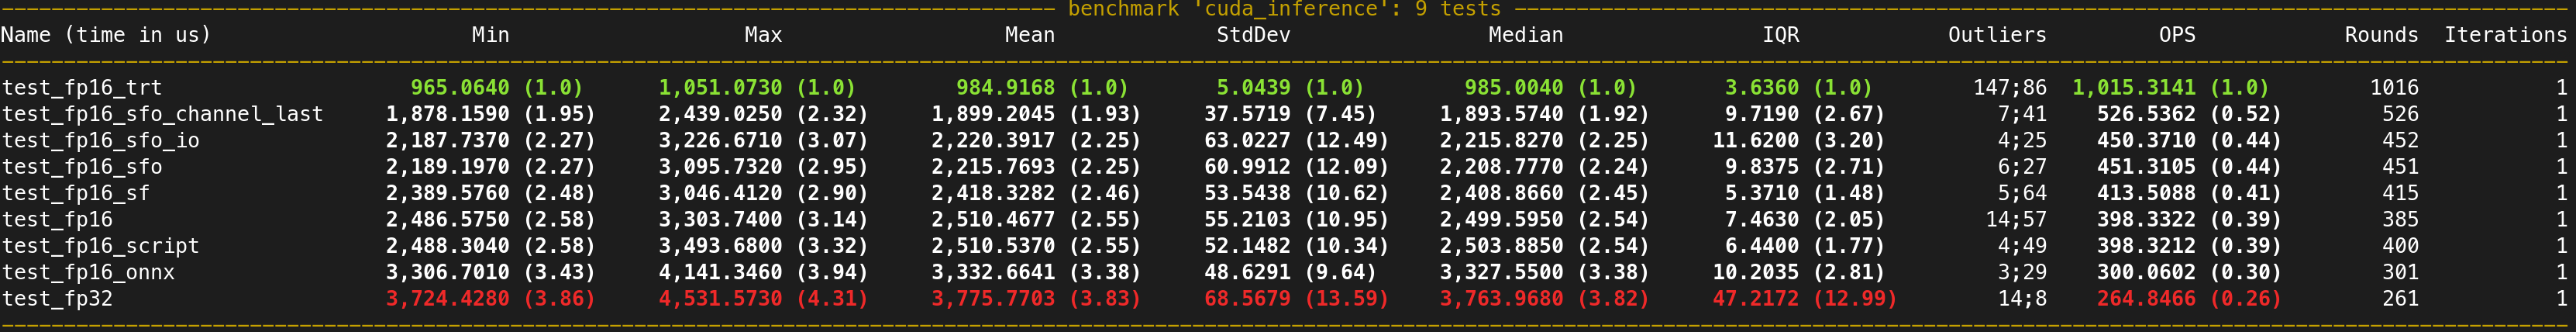 benchmark 'cuda_inference': 9 tests
Name (time in us) Min Max Mean StdDev Median IQR Outliers OPS Rounds Iterations
test_fp16_trt 965.0640 (1.0) 1,051.0730 (1.0) 984.9168 (1.0) 5.0439 (1.0) 985.0040 (1.0) 3.6360 (1.0) 147;86 1,015.3141 (1.0) 1016 1
test_fp16_sfo_channel_last 1,878.1590 (1.95) 2,439.0250 (2.32) 1,899.2045 (1.93) 37.5719 (7.45) 1,893.5740 (1.92) 9.7190 (2.67) 7;41 526.5362 (0.52) 526 1
test_fp16_sfo_io 2,187.7370 (2.27) 3,226.6710 (3.07) 2,220.3917 (2.25) 63.0227 (12.49) 2,215.8270 (2.25) 11.6200 (3.20) 4;25 450.3710 (0.44) 452 1
test_fp16_sfo 2,189.1970 (2.27) 3,095.7320 (2.95) 2,215.7693 (2.25) 60.9912 (12.09) 2,208.7770 (2.24) 9.8375 (2.71) 6;27 451.3105 (0.44) 451 1
test_fp16_sf 2,389.5760 (2.48) 3,046.4120 (2.90) 2,418.3282 (2.46) 53.5438 (10.62) 2,408.8660 (2.45) 5.3710 (1.48) 5;64 413.5088 (0.41) 415 1
test_fp16 2,486.5750 (2.58) 3,303.7400 (3.14) 2,510.4677 (2.55) 55.2103 (10.95) 2,499.5950 (2.54) 7.4630 (2.05) 14;57 398.3322 (0.39) 385 1
test_fp16_script 2,488.3040 (2.58) 3,493.6800 (3.32) 2,510.5370 (2.55) 52.1482 (10.34) 2,503.8850 (2.54) 6.4400 (1.77) 4;49 398.3212 (0.39) 400 1
test_fp16_onnx 3,306.7010 (3.43) 4,141.3460 (3.94) 3,332.6641 (3.38) 48.6291 (9.64) 3,327.5500 (3.38) 10.2035 (2.81) 3;29 300.0602 (0.30) 301 1
test_fp32 3,724.4280 (3.86) 4,531.5730 (4.31) 3,775.7703 (3.83) 68.5679 (13.59) 3,763.9680 (3.82) 47.2172 (12.99) 14;8 264.8466 (0.26) 261 1